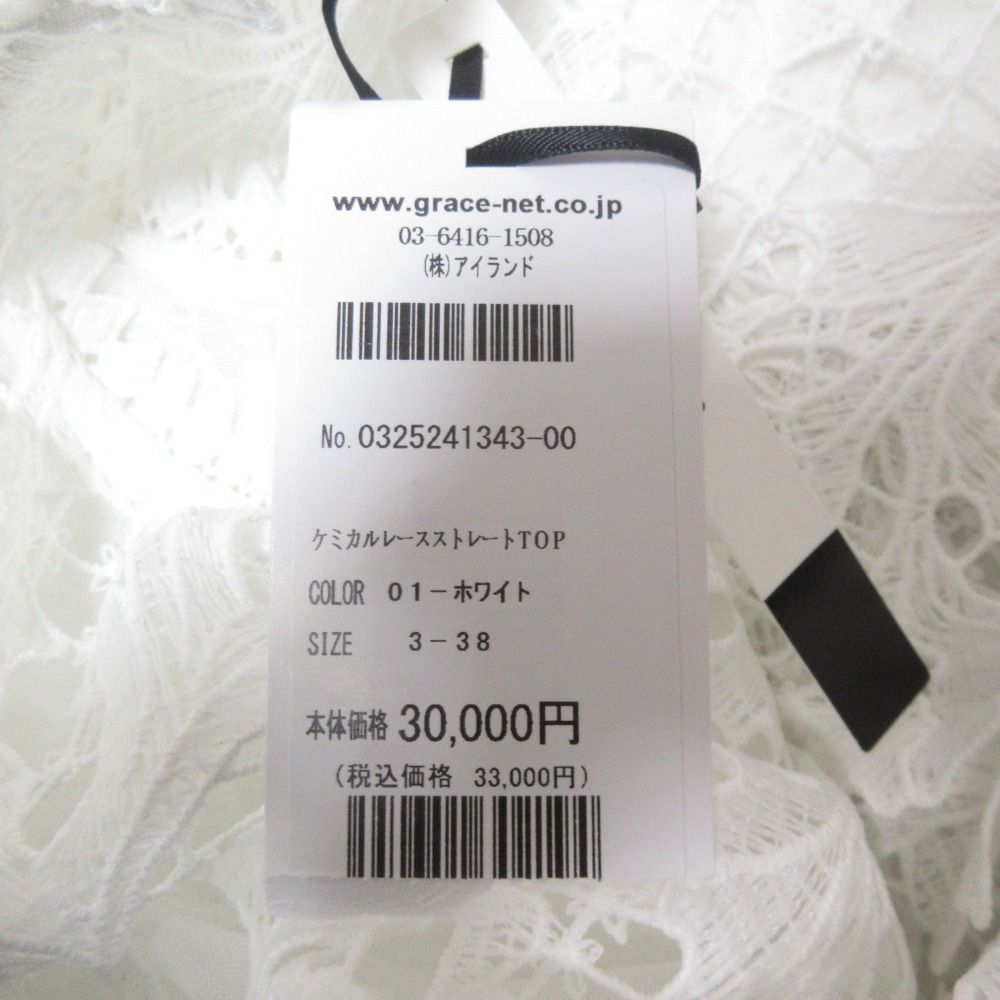 www.grace-net.co.jp
03-6416-1508
(株)アイランド
No.0325241343-00
ケミカルレースストレートTOP
COLOR 01-ホワイト
SIZE 3-38
本体価格 30,000円
(税込価格 33,000円)